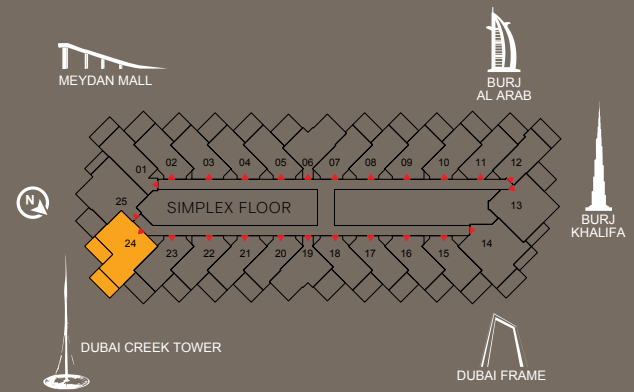 MEYDAN MALL
BURJ
AL ARAB
01 02 03 04 05 06 07 08 09 10 11 12
N
25
SIMPLEX FLOOR
13
BURJ
KHALIFA
24 23 22 21 20 19 18 17 16 15 14
DUBAI CREEK TOWER
DUBAI FRAME